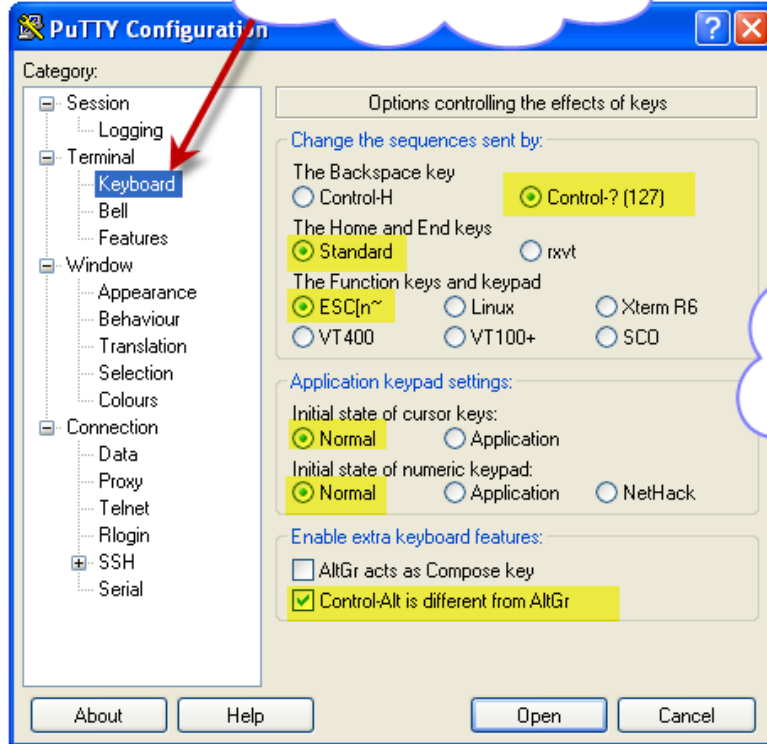 PuTTY Configuration
Category:
Session
Logging
Terminal
Keyboard
Bell
Features
Window
Appearance
Behaviour
Translation
Selection
Colours
Connection
Data
Proxy
Telnet
Rlogin
SSH
Serial
Options controlling the effects of keys
Change the sequences sent by:
The Backspace key
Control-H Control-? (127)
The Home and End keys
Standard rxvt
The Function keys and keypad
ESC[n~ Linux Xterm R6
VT400 VT100+ SCO
Application keypad settings:
Initial state of cursor keys:
Normal Application
Initial state of numeric keypad:
Normal Application NetHack
Enable extra keyboard features:
AltGr acts as Compose key
Control-Alt is different from AltGr
About Help Open Cancel